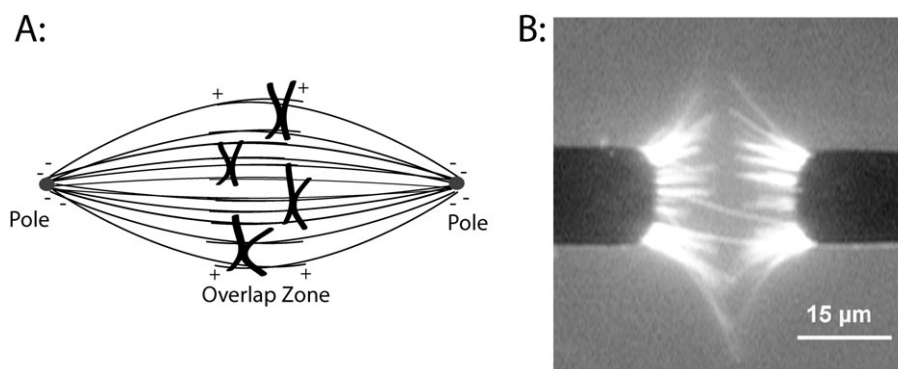 A:
B:
+ +
- -
- - - -
Pole
Pole
+ +
Overlap Zone
15 µm